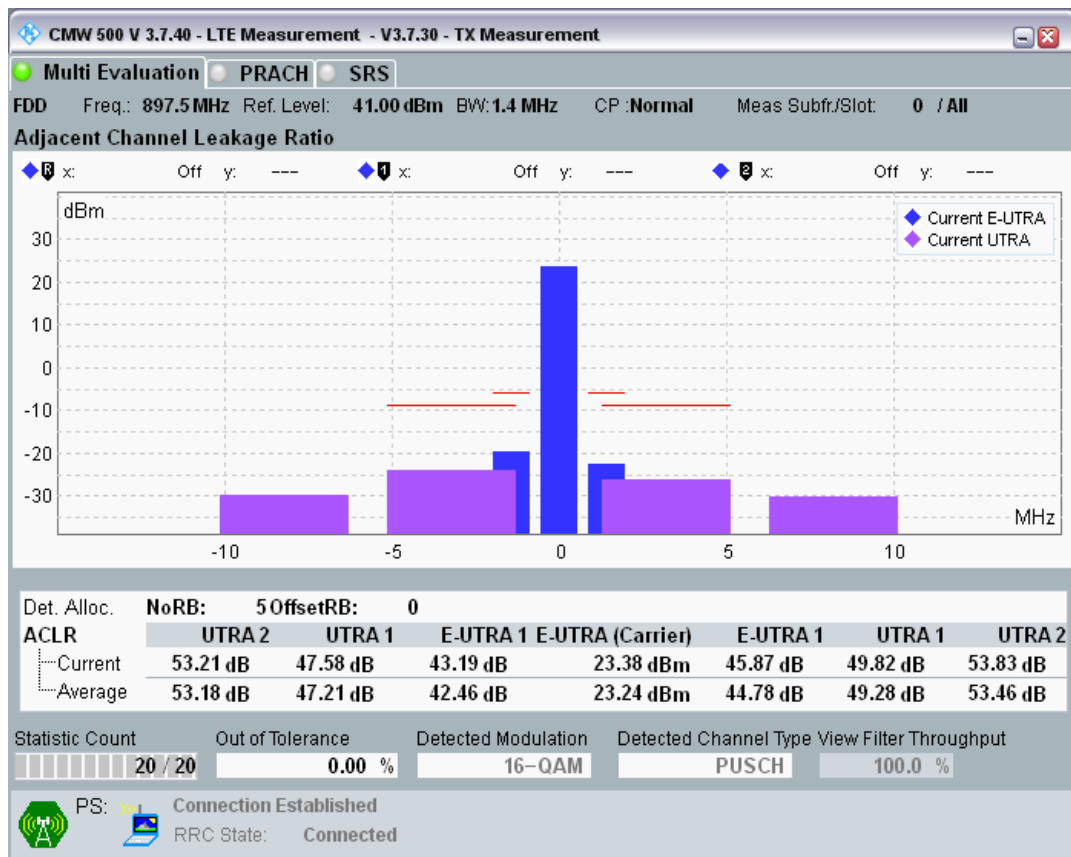 CMW 500 V 3.7.40 - LTE Measurement - V3.7.30 - TX Measurement
Multi Evaluation PRACH SRS
FDD Freq.: 897.5 MHz Ref. Level: 41.00 dBm BW: 1.4 MHz CP :Normal Meas Subfr./Slot: 0 / All
Adjacent Channel Leakage Ratio
R x: Off y: --- 1 x: Off y: --- 2 x: Off y: ---
dBm
Current E-UTRA
Current UTRA
30
20
10
0
-10
-20
-30
MHz
-10 -5 0 5 10
Det. Alloc. NoRB: 5 OffsetRB: 0
ACLR UTRA 2 UTRA 1 E-UTRA 1 E-UTRA (Carrier) E-UTRA 1 UTRA 1 UTRA 2
Current 53.21 dB 47.58 dB 43.19 dB 23.38 dBm 45.87 dB 49.82 dB 53.83 dB
Average 53.18 dB 47.21 dB 42.46 dB 23.24 dBm 44.78 dB 49.28 dB 53.46 dB
Statistic Count Out of Tolerance Detected Modulation Detected Channel Type View Filter Throughput
20 / 20 0.00 % 16-QAM PUSCH 100.0 %
PS: Connection Established
RRC State: Connected